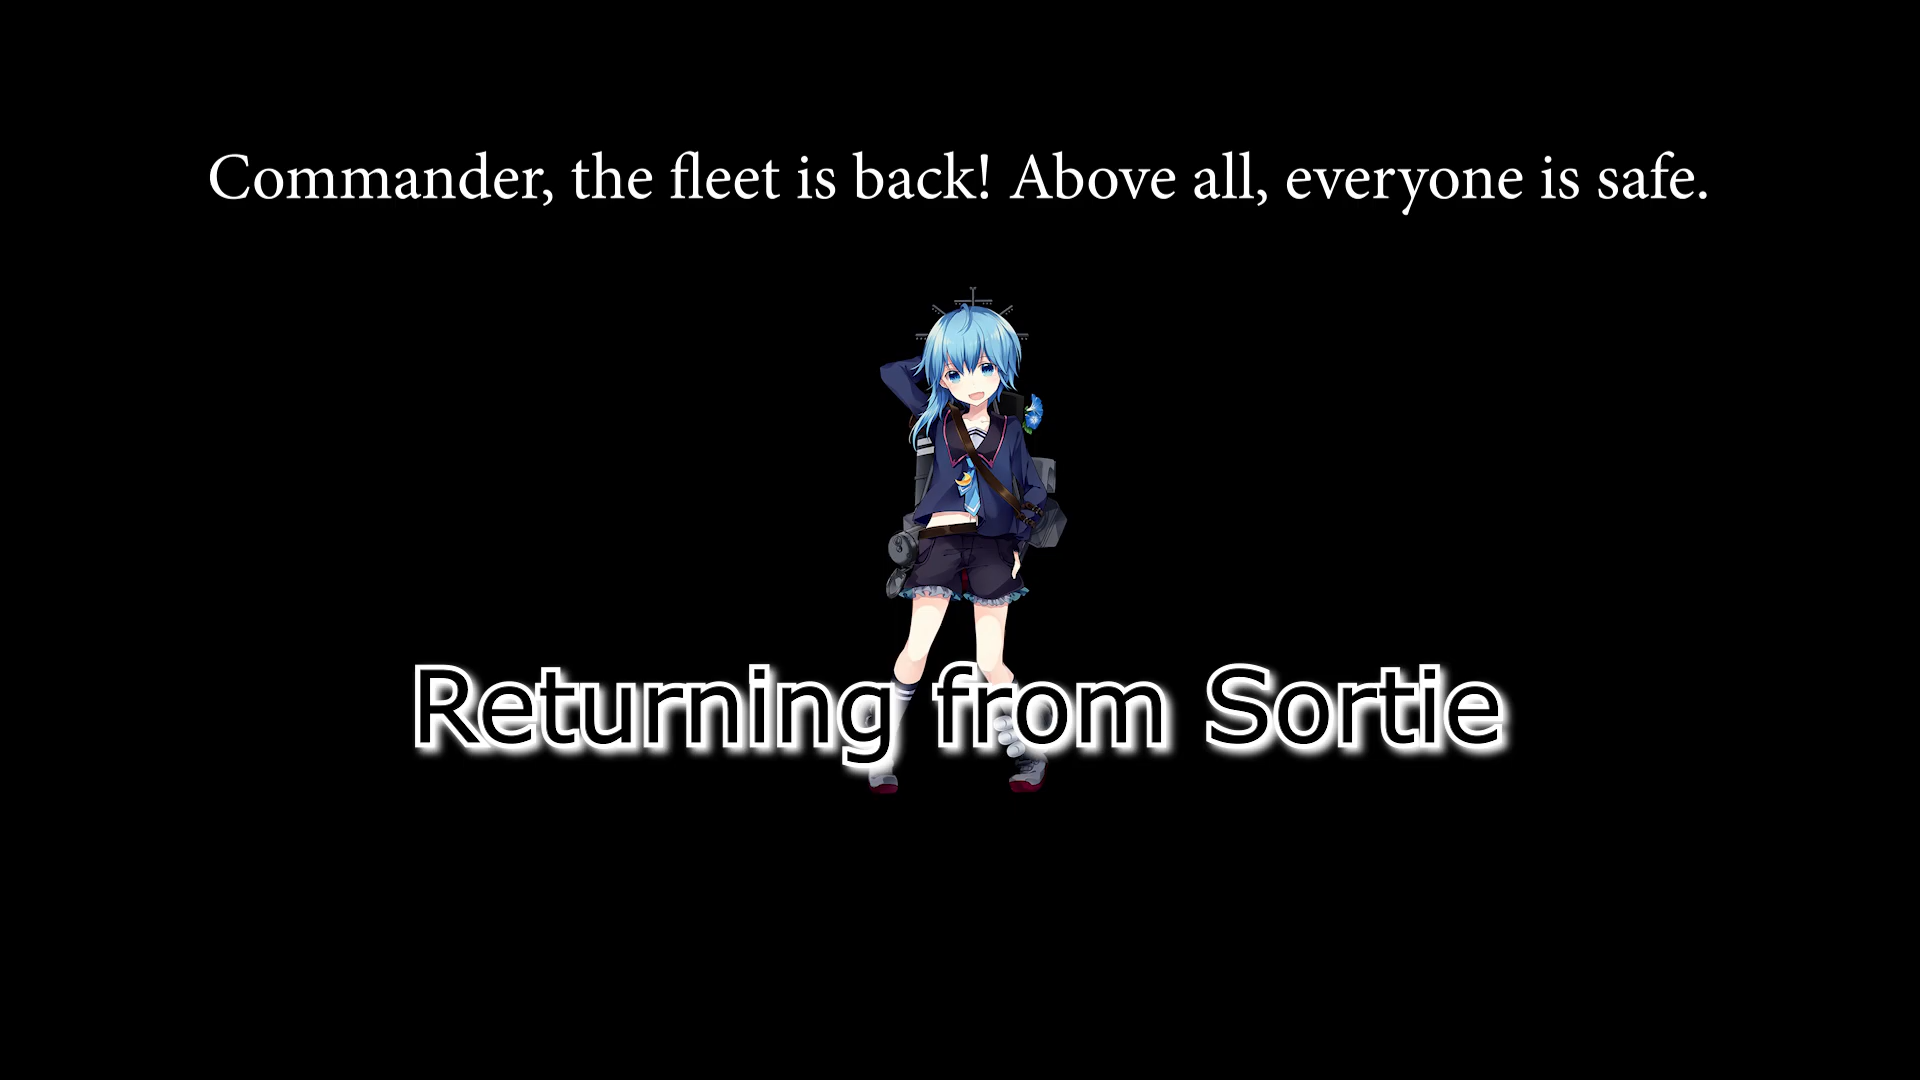 Commander, the fleet is back! Above all, everyone is safe.
Returning from Sortie